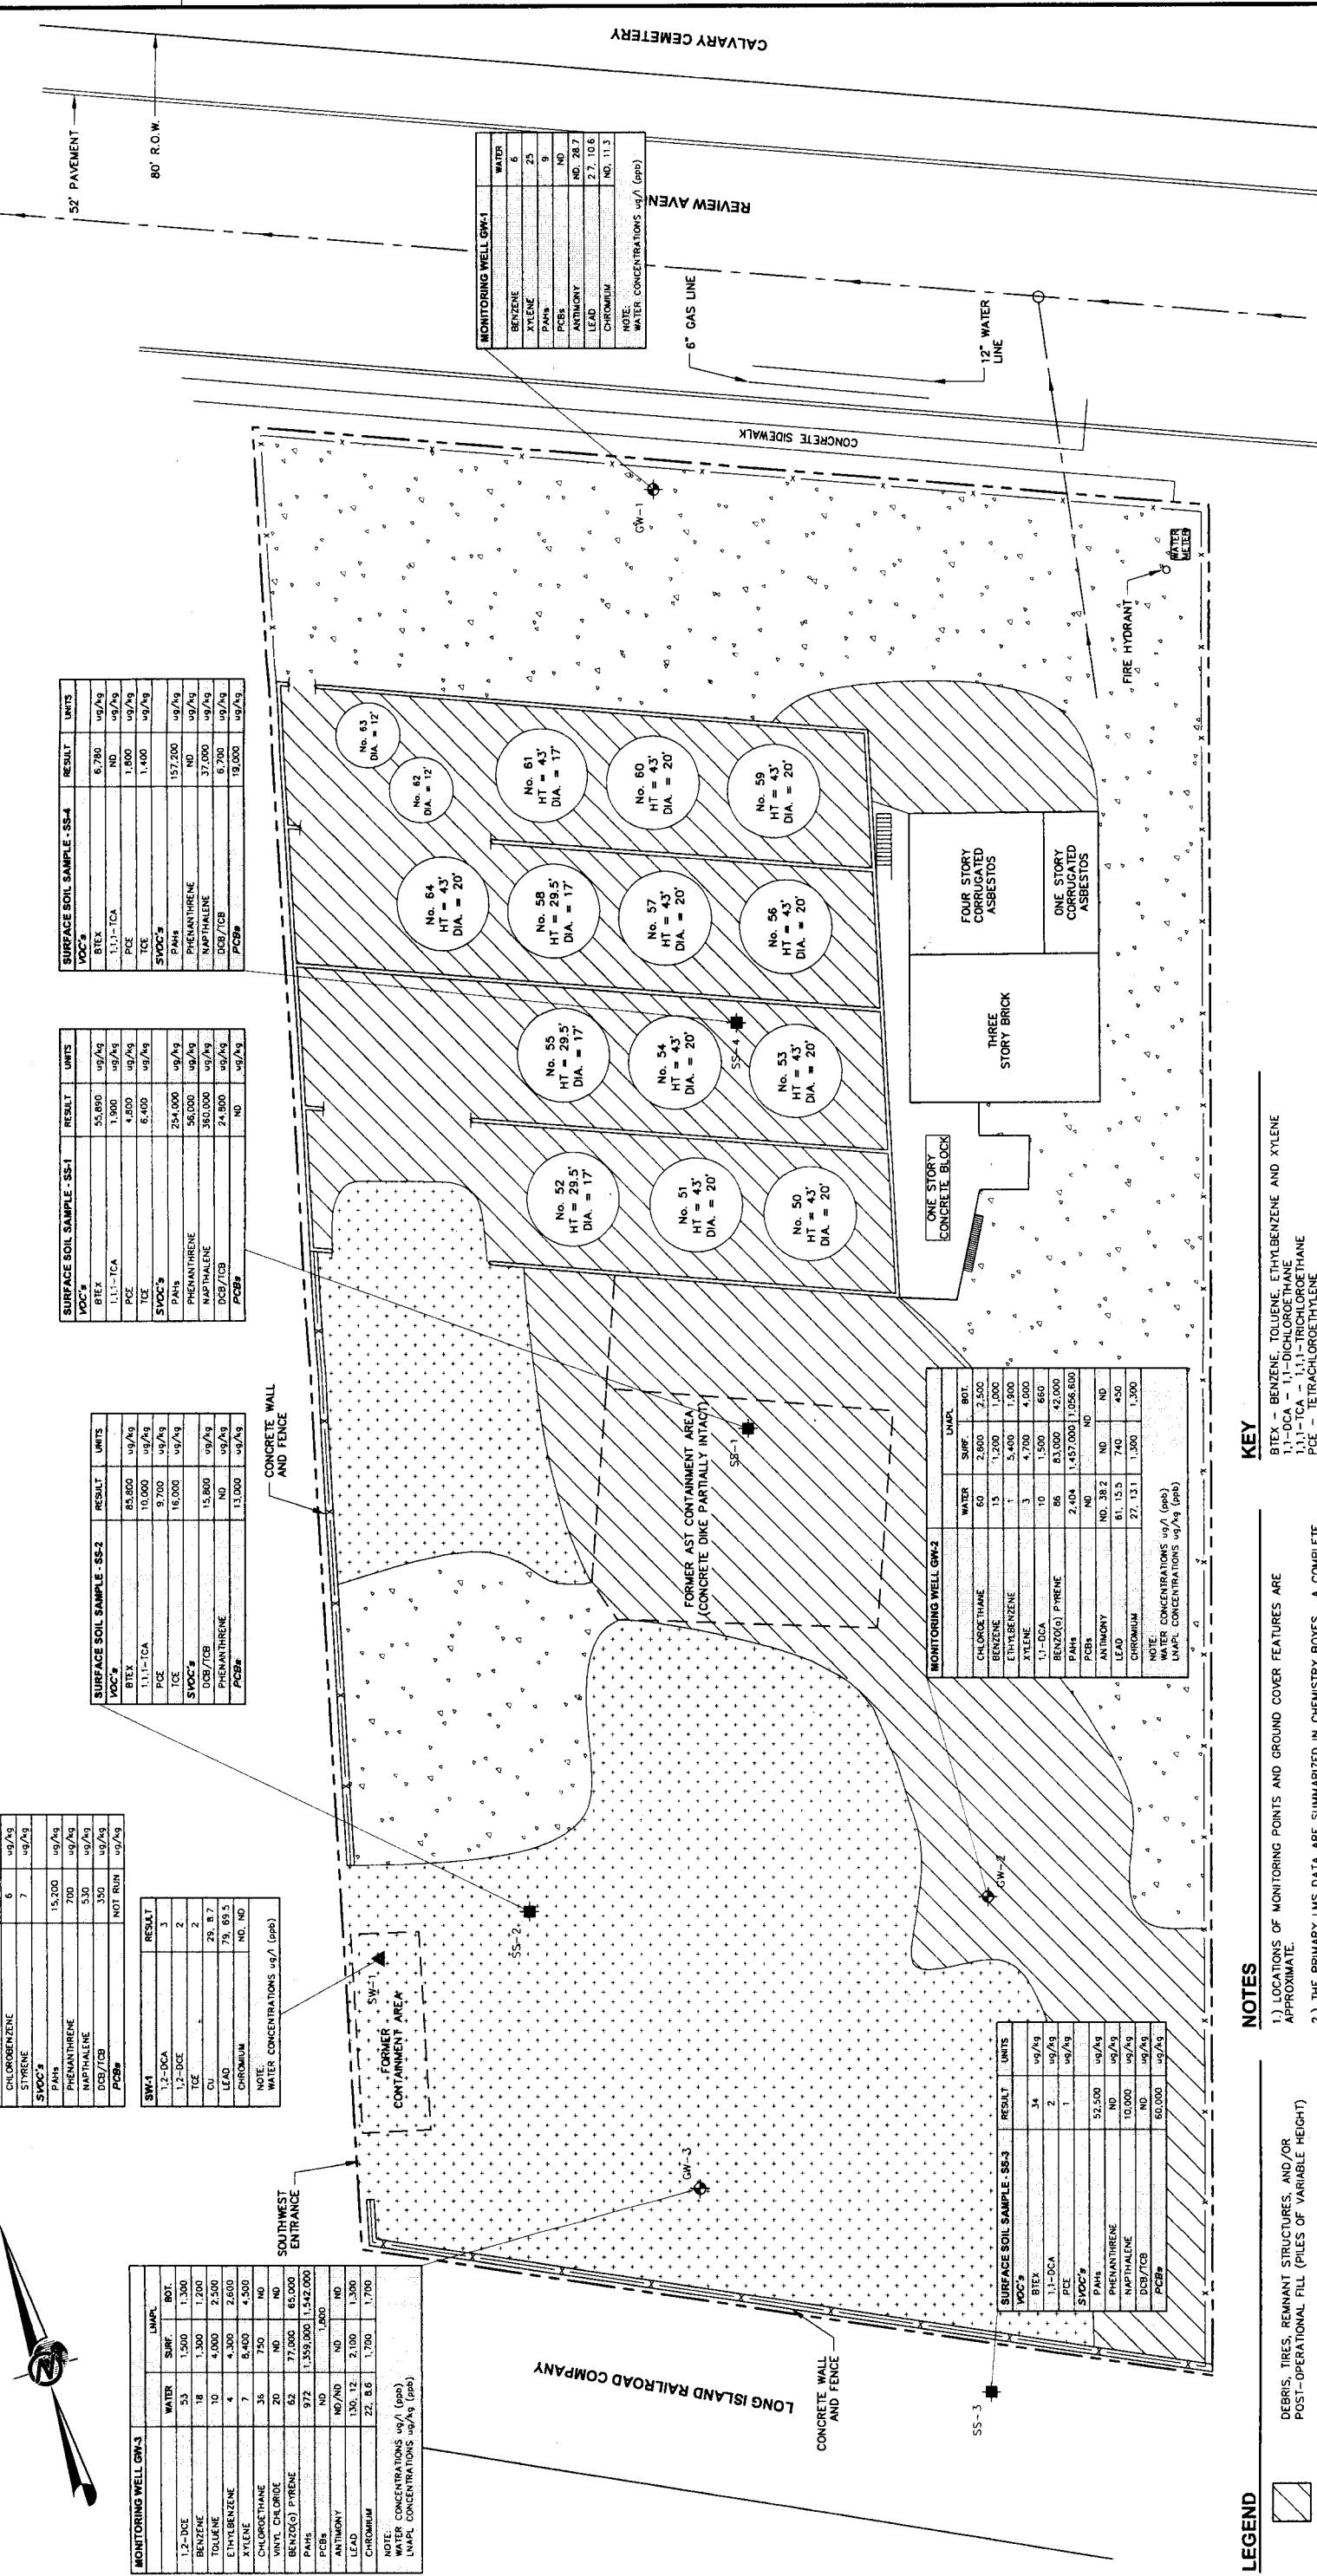 CALVARY CEMETERY
52' PAVEMENT
80' R.O.W.
REVIEW AVEN
MONITORING WELL GW-1
WATER
BENZENE 6
XYLENE 25
PAHs 9
PCBs ND
ANTIMONY ND, 28.7
LEAD 2.7, 10.6
CHROMIUM ND, 11.3
NOTE:
WATER CONCENTRATIONS ug/l (ppb)
6" GAS LINE
12" WATER
LINE
CONCRETE SIDEWALK
GW-1
FIRE HYDRANT
WATER
METER
SURFACE SOIL SAMPLE - SS-4 RESULT UNITS
VOC's
BTEX 6,780 ug/kg
1,1,1-TCA ND ug/kg
PCE 1,800 ug/kg
TCE 1,400 ug/kg
SVOC's
PAHs 157,200 ug/kg
PHENANTHRENE ND ug/kg
NAPTHALENE 37,000 ug/kg
DCB/TCB 6,700 ug/kg
PCBs 19,000 ug/kg
SURFACE SOIL SAMPLE - SS-1 RESULT UNITS
VOC's
BTEX 55,890 ug/kg
1,1,1-TCA 1,900 ug/kg
PCE 4,800 ug/kg
TCE 6,400 ug/kg
SVOC's
PAHs 254,000 ug/kg
PHENANTHRENE 56,000 ug/kg
NAPTHALENE 360,000 ug/kg
DCB/TCB 24,800 ug/kg
PCBs ND ug/kg
SURFACE SOIL SAMPLE - SS-2 RESULT UNITS
VOC's
BTEX 85,800 ug/kg
1,1,1-TCA 10,000 ug/kg
PCE 9,700 ug/kg
TCE 16,000 ug/kg
SVOC's
DCB/TCB 15,800 ug/kg
PHENANTHRENE ND ug/kg
PCBs 13,000 ug/kg
CHLOROBENZENE 6 ug/kg
STYRENE 7 ug/kg
SVOC's
PAHs 15,200 ug/kg
PHENANTHRENE 700 ug/kg
NAPTHALENE 530 ug/kg
DCB/TCB 350 ug/kg
PCBs NOT RUN ug/kg
SW-1 RESULT
1,2-DCA 3
1,2-DCE 2
TCE 2
CU 29, 8.7
LEAD 79, 69.5
CHROMIUM ND, ND
NOTE:
WATER CONCENTRATIONS ug/l (ppb)
No. 63
DIA. = 12'
No. 62
DIA. = 12'
No. 61
HT = 43'
DIA. = 17'
No. 60
HT = 43'
DIA. = 20'
No. 59
HT = 43'
DIA. = 20'
No. 64
HT = 43'
DIA. = 20'
No. 58
HT = 29.5'
DIA. = 17'
No. 57
HT = 43'
DIA. = 20'
No. 56
HT = 43'
DIA. = 20'
No. 55
HT = 29.5'
DIA. = 17'
No. 54
HT = 43'
DIA. = 20'
SS-4
No. 53
HT = 43'
DIA. = 20'
No. 52
HT = 29.5'
DIA. = 17'
No. 51
HT = 43'
DIA. = 20'
No. 50
HT = 43'
DIA. = 20'
FOUR STORY
CORRUGATED
ASBESTOS
ONE STORY
CORRUGATED
ASBESTOS
THREE
STORY BRICK
ONE STORY
CONCRETE BLOCK
CONCRETE WALL
AND FENCE
FORMER AST CONTAINMENT AREA
(CONCRETE DIKE PARTIALLY INTACT)
SS-1
MONITORING WELL GW-2
LNAPL
WATER SURF. BOT.
CHLOROETHANE 60 2,600 2,500
BENZENE 15 1,200 1,000
ETHYLBENZENE 1 5,400 1,900
XYLENE 3 4,700 4,000
1,1-DCA 10 1,500 660
BENZO(a) PYRENE 86 83,000 42,000
PAHs 2,404 1,457,000 1,056,600
PCBs ND ND
ANTIMONY ND, 38.2 ND ND
LEAD 61, 15.5 740 450
CHROMIUM 27, 13.1 1,300 1,300
NOTE:
WATER CONCENTRATIONS ug/l (ppb)
LNAPL CONCENTRATIONS ug/kg (ppb)
SS-2
SW-1
FORMER
CONTAINMENT AREA
GW-2
GW-3
SOUTHWEST
ENTRANCE
MONITORING WELL GW-3
LNAPL
WATER SURF. BOT.
1,2-DCE 53 1,500 1,300
BENZENE 18 1,300 1,200
TOLUENE 10 4,000 2,500
ETHYLBENZENE 4 4,300 2,600
XYLENE 7 8,400 4,500
CHLOROETHANE 36 750 ND
VINYL CHLORIDE 20 ND ND
BENZO(a) PYRENE 62 77,000 65,000
PAHs 972 1,359,000 1,542,000
PCBs ND 1,800
ANTIMONY ND/ND ND ND
LEAD 130, 12 2,100 1,300
CHROMIUM 22, 8.6 1,700 1,700
NOTE:
WATER CONCENTRATIONS ug/l (ppb)
LNAPL CONCENTRATIONS ug/kg (ppb)
LONG ISLAND RAILROAD COMPANY
CONCRETE WALL
AND FENCE
SS-3
SURFACE SOIL SAMPLE - SS-3 RESULT UNITS
VOC's
BTEX 34 ug/kg
1,1-DCA 2 ug/kg
PCE 1 ug/kg
SVOC's
PAHs 52,500 ug/kg
PHENANTHRENE ND ug/kg
NAPTHALENE 10,000 ug/kg
DCB/TCB ND ug/kg
PCBs 60,000 ug/kg
LEGEND
DEBRIS, TIRES, REMNANT STRUCTURES, AND/OR
POST-OPERATIONAL FILL (PILES OF VARIABLE HEIGHT)
NOTES
1.) LOCATIONS OF MONITORING POINTS AND GROUND COVER FEATURES ARE
APPROXIMATE.
2.) THE PRIMARY LMS DATA ARE SUMMARIZED IN CHEMISTRY BOXES. A COMPLETE
KEY
BTEX - BENZENE, TOLUENE, ETHYLBENZENE AND XYLENE
1,1-DCA - 1,1-DICHLOROETHANE
1,1,1-TCA - 1,1,1-TRICHLOROETHANE
PCE - TETRACHLOROETHYLENE